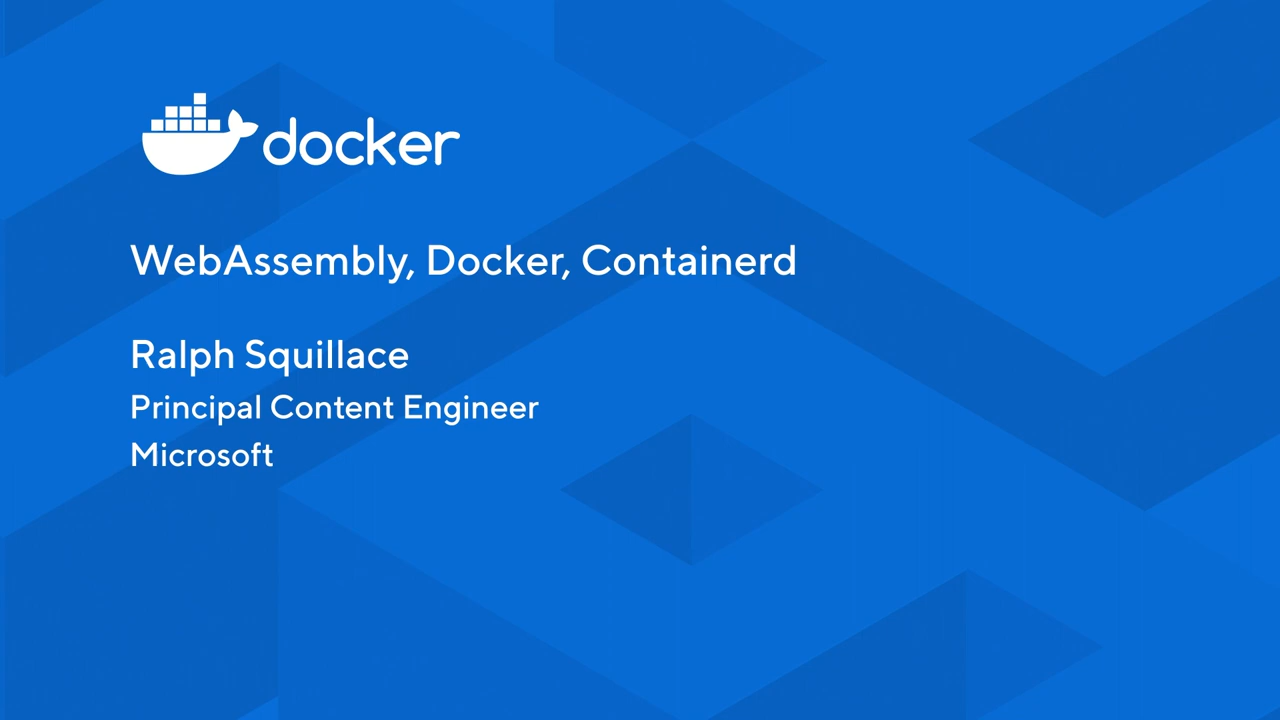 docker
WebAssembly, Docker, Containerd
Ralph Squillace
Principal Content Engineer
Microsoft